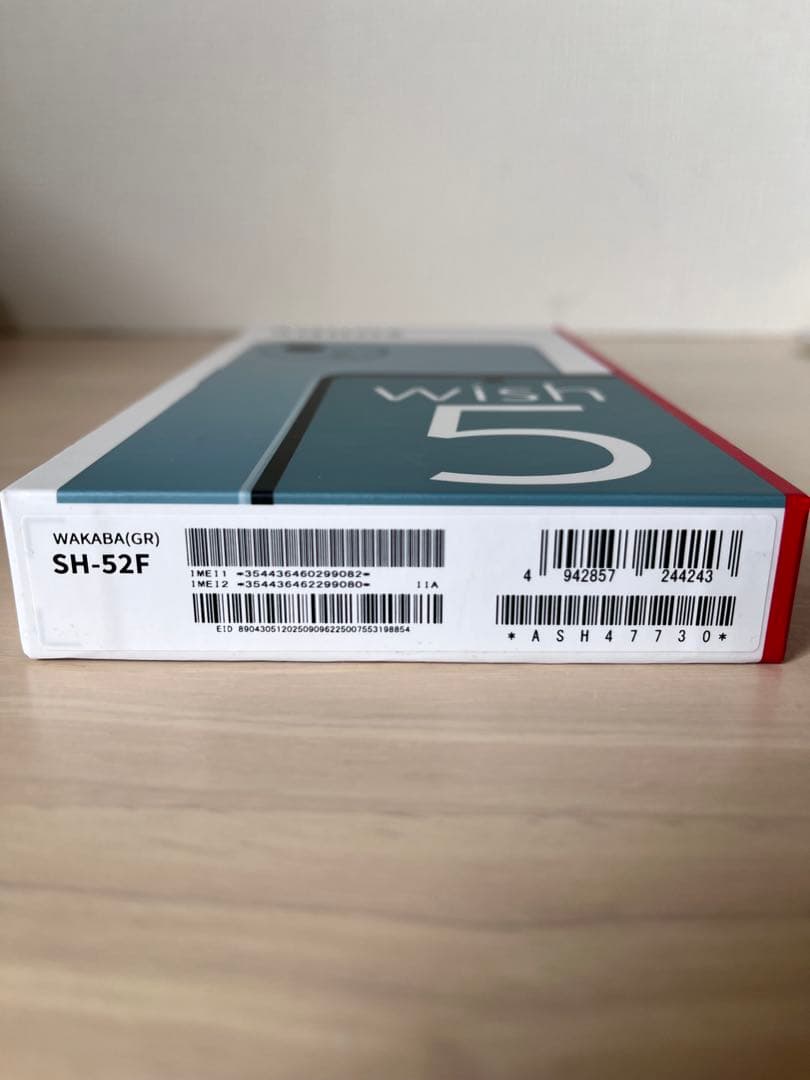 wish
5
WAKABA(GR)
SH-52F
IMEI1 *354436460299082*
IMEI2 *354436462299080* IIA
EID 89043051202509096225007553198854
4 942857 244243
*ASH47730*